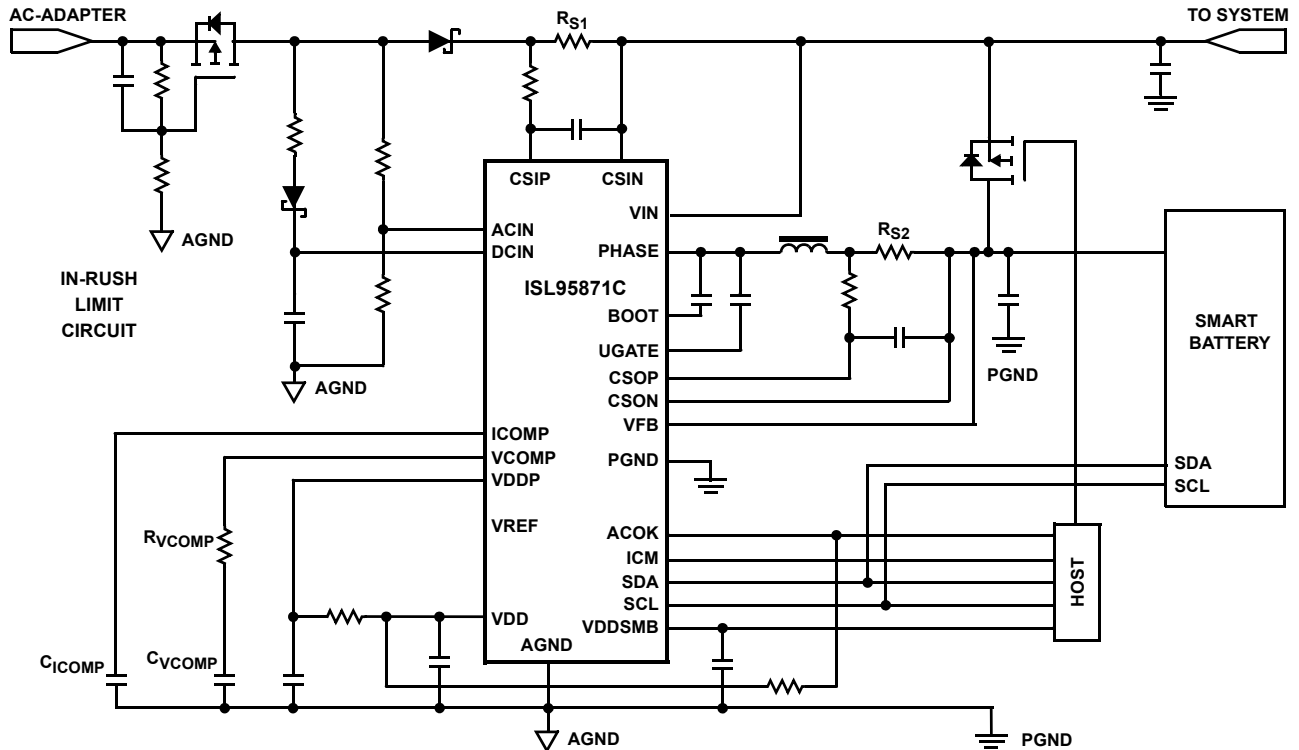 AC-ADAPTER
RS1
TO SYSTEM
CSIP
CSIN
VIN
AGND
ACIN
DCIN
PHASE
RS2
IN-RUSH
LIMIT
CIRCUIT
ISL95871C
BOOT
UGATE
CSOP
CSON
VFB
PGND
SMART
BATTERY
AGND
ICOMP
VCOMP
VDDP
PGND
SDA
SCL
VREF
RVCOMP
ACOK
ICM
SDA
SCL
VDDSMB
HOST
VDD
AGND
CICOMP
CVCOMP
AGND
PGND